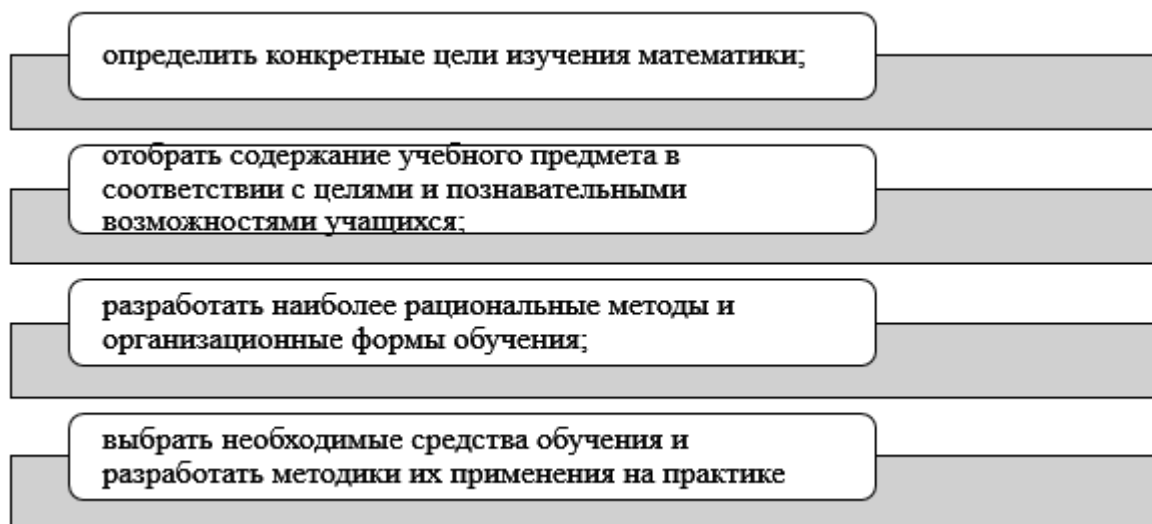 определить конкретные цели изучения математики;
отобрать содержание учебного предмета в
соответствии с целями и познавательными
возможностями учащихся;
разработать наиболее рациональные методы и
организационные формы обучения;
выбрать необходимые средства обучения и
разработать методики их применения на практике